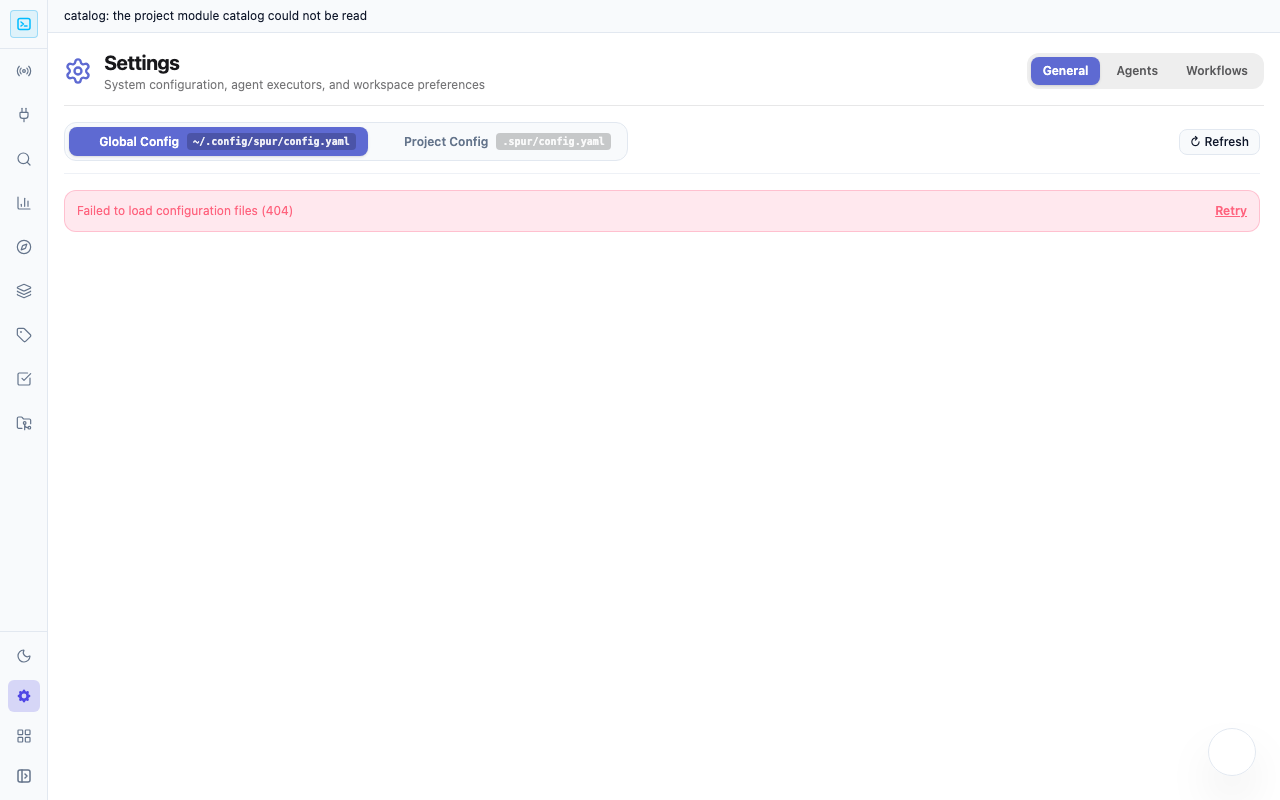 catalog: the project module catalog could not be read
Settings
System configuration, agent executors, and workspace preferences
General Agents Workflows
Global Config ~/.config/spur/config.yaml Project Config .spur/config.yaml
↻ Refresh
Failed to load configuration files (404) Retry